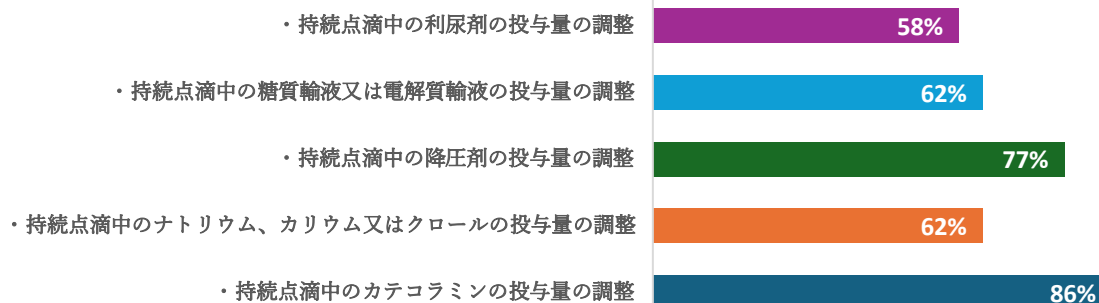 ・持続点滴中の利尿剤の投与量の調整 58%
・持続点滴中の糖質輸液又は電解質輸液の投与量の調整 62%
・持続点滴中の降圧剤の投与量の調整 77%
・持続点滴中のナトリウム、カリウム又はクロールの投与量の調整 62%
・持続点滴中のカテコラミンの投与量の調整 86%